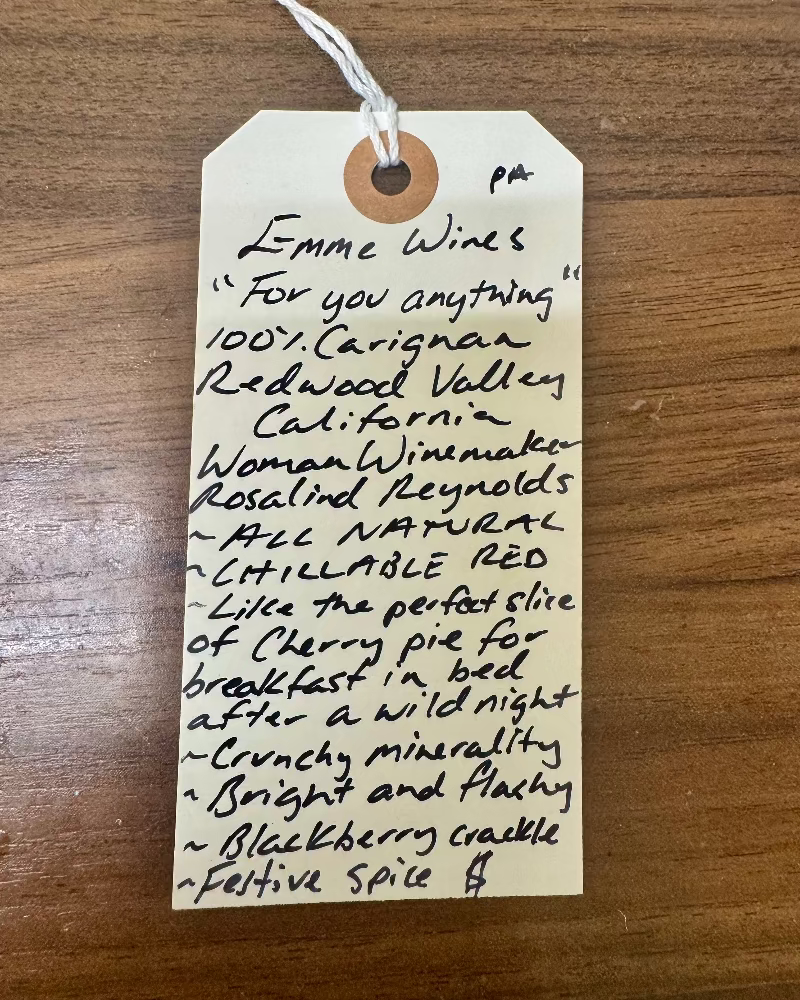 PA
Emme Wines
"For you anything"
100% Carignan
Redwood Valley
California
Woman Winemaker
Rosalind Reynolds
~ALL NATURAL
~CHILLABLE RED
~Like the perfect slice
of Cherry pie for
breakfast in bed
after a wild night
~Crunchy minerality
~Bright and flashy
~Blackberry crackle
~Festive spice $